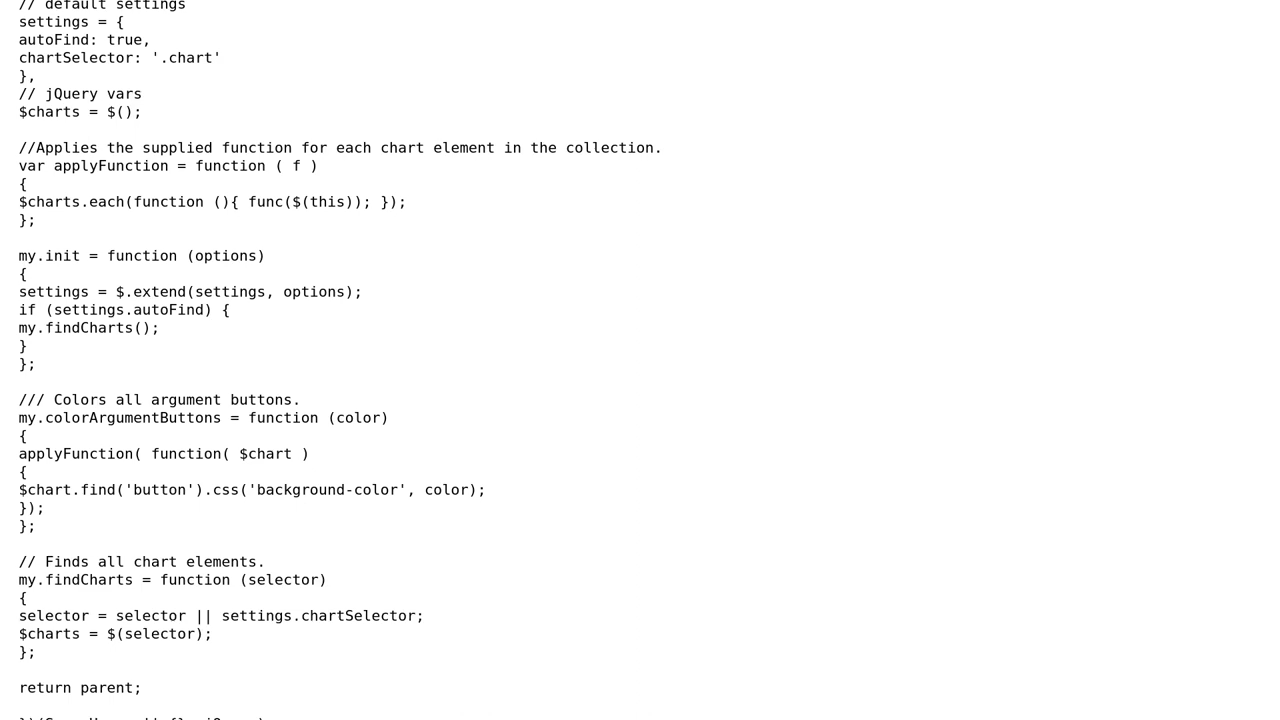 // default settings
settings = {
autoFind: true,
chartSelector: '.chart'
},
// jQuery vars
$charts = $();

//Applies the supplied function for each chart element in the collection.
var applyFunction = function ( f )
{
$charts.each(function (){ func($(this)); });
};

my.init = function (options)
{
settings = $.extend(settings, options);
if (settings.autoFind) {
my.findCharts();
}
};

/// Colors all argument buttons.
my.colorArgumentButtons = function (color)
{
applyFunction( function( $chart )
{
$chart.find('button').css('background-color', color);
});
};

// Finds all chart elements.
my.findCharts = function (selector)
{
selector = selector || settings.chartSelector;
$charts = $(selector);
};

return parent;